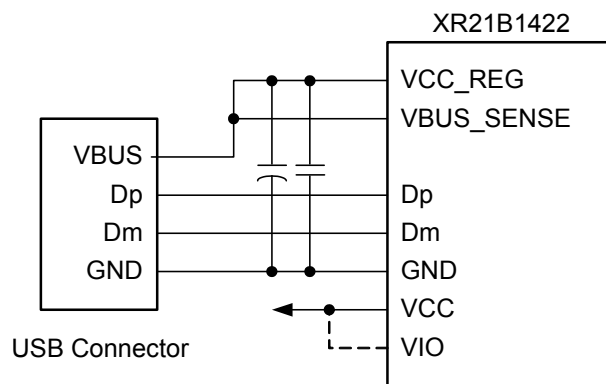 XR21B1422
VCC_REG
VBUS_SENSE
VBUS
Dp
Dp
Dm
Dm
GND
GND
VCC
VIO
USB Connector